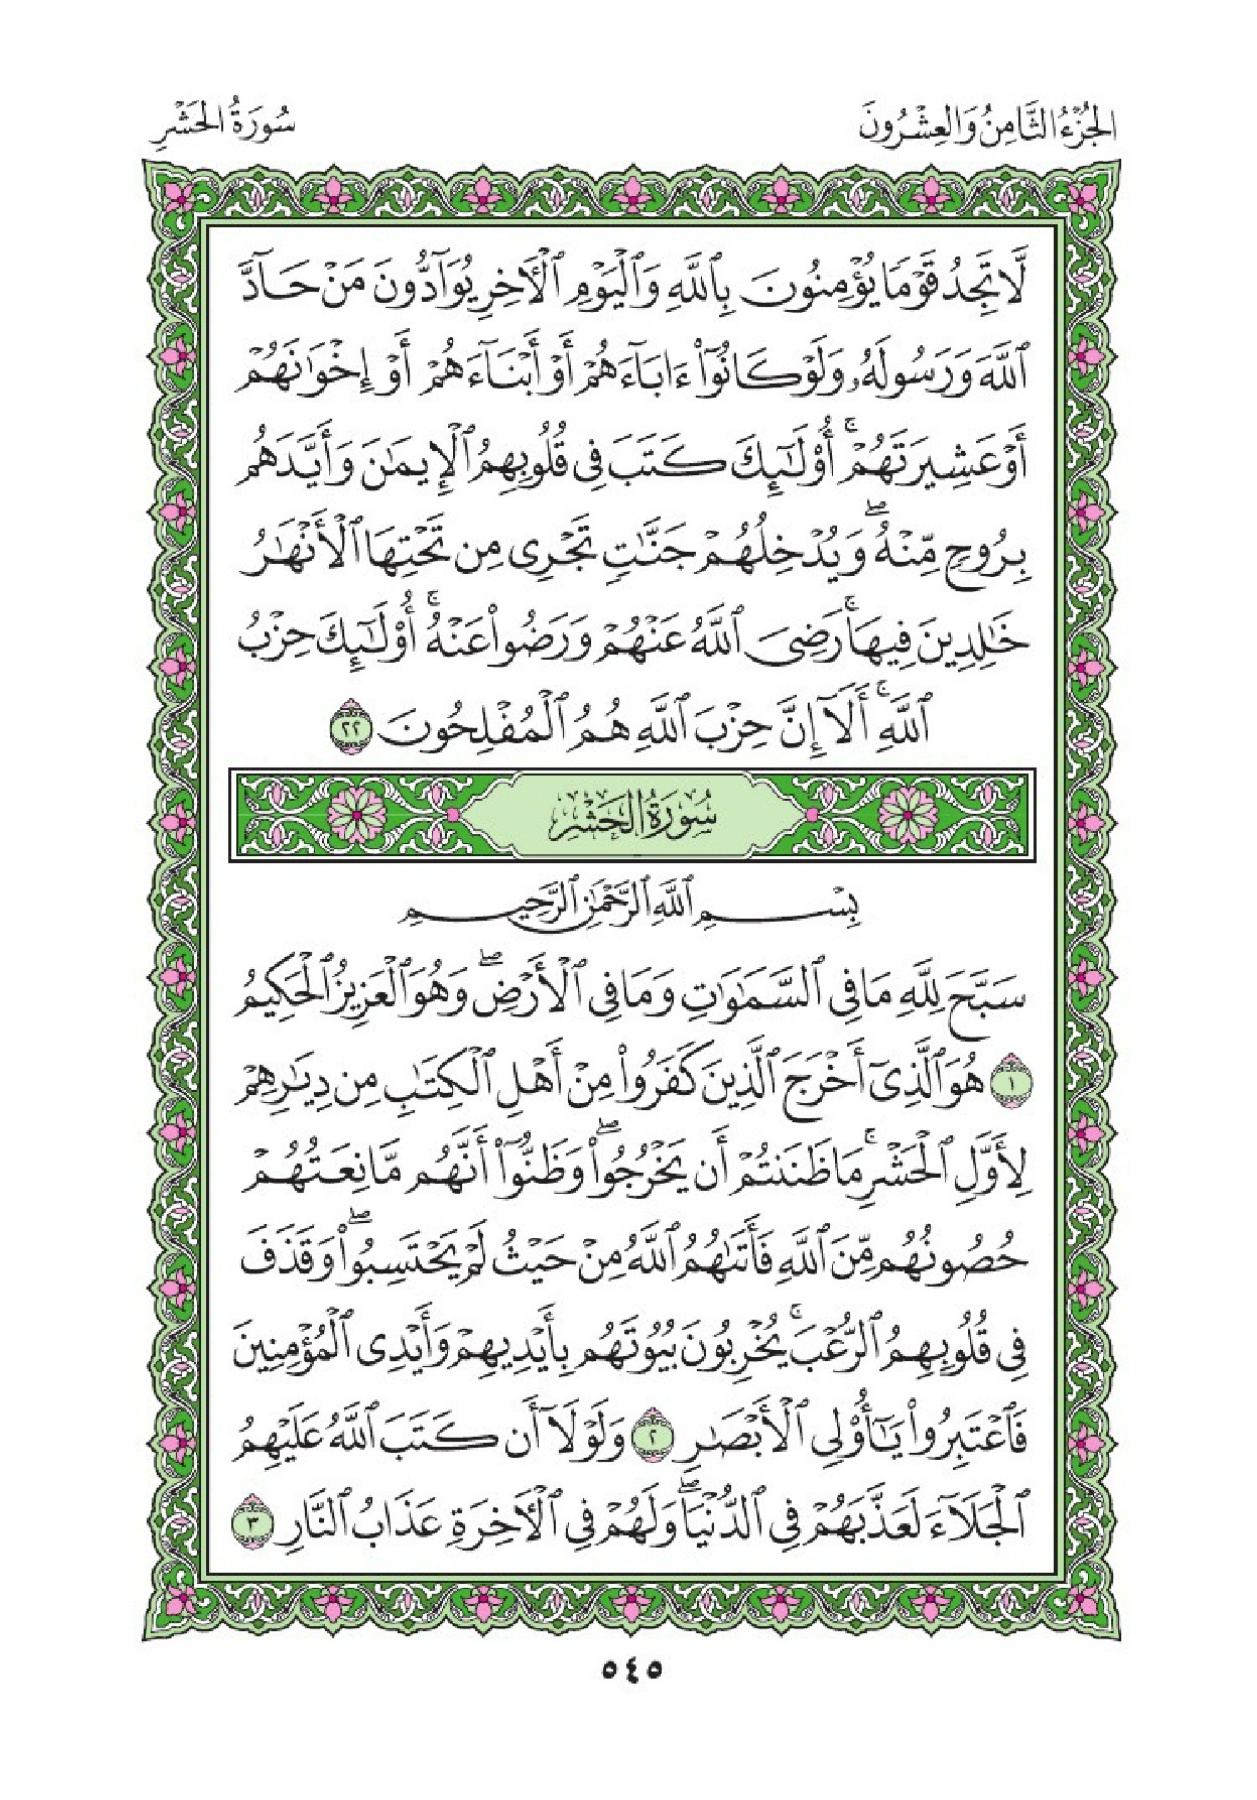 الجُزْءُ الثَّامِنُ وَالعِشْرُونَ
سُورَةُ الحَشْرِ
لَّا تَجِدُ قَوْمًا يُؤْمِنُونَ بِٱللَّهِ وَٱلْيَوْمِ ٱلْأَخِرِ يُوَآدُّونَ مَنْ حَآدَّ
ٱللَّهَ وَرَسُولَهُۥ وَلَوْ كَانُوٓا۟ ءَابَآءَهُمْ أَوْ أَبْنَآءَهُمْ أَوْ إِخْوَٰنَهُمْ
أَوْ عَشِيرَتَهُمْ ۚ أُو۟لَٰٓئِكَ كَتَبَ فِى قُلُوبِهِمُ ٱلْإِيمَٰنَ وَأَيَّدَهُم
بِرُوحٍ مِّنْهُ ۖ وَيُدْخِلُهُمْ جَنَّٰتٍ تَجْرِى مِن تَحْتِهَا ٱلْأَنْهَٰرُ
خَٰلِدِينَ فِيهَا ۚ رَضِىَ ٱللَّهُ عَنْهُمْ وَرَضُوا۟ عَنْهُ ۚ أُو۟لَٰٓئِكَ حِزْبُ
ٱللَّهِ ۚ أَلَآ إِنَّ حِزْبَ ٱللَّهِ هُمُ ٱلْمُفْلِحُونَ ٢٢
سُورَةُ الحَشْرِ
بِسْمِ ٱللَّهِ ٱلرَّحْمَٰنِ ٱلرَّحِيمِ
سَبَّحَ لِلَّهِ مَا فِى ٱلسَّمَٰوَٰتِ وَمَا فِى ٱلْأَرْضِ ۖ وَهُوَ ٱلْعَزِيزُ ٱلْحَكِيمُ
١ هُوَ ٱلَّذِىٓ أَخْرَجَ ٱلَّذِينَ كَفَرُوا۟ مِنْ أَهْلِ ٱلْكِتَٰبِ مِن دِيَٰرِهِمْ
لِأَوَّلِ ٱلْحَشْرِ ۚ مَا ظَنَنتُمْ أَن يَخْرُجُوا۟ ۖ وَظَنُّوٓا۟ أَنَّهُم مَّانِعَتُهُمْ
حُصُونُهُم مِّنَ ٱللَّهِ فَأَتَىٰهُمُ ٱللَّهُ مِنْ حَيْثُ لَمْ يَحْتَسِبُوا۟ ۖ وَقَذَفَ
فِى قُلُوبِهِمُ ٱلرُّعْبَ ۚ يُخْرِبُونَ بُيُوتَهُم بِأَيْدِيهِمْ وَأَيْدِى ٱلْمُؤْمِنِينَ
فَٱعْتَبِرُوا۟ يَٰٓأُو۟لِى ٱلْأَبْصَٰرِ ٢ وَلَوْلَآ أَن كَتَبَ ٱللَّهُ عَلَيْهِمُ
ٱلْجَلَآءَ لَعَذَّبَهُمْ فِى ٱلدُّنْيَا ۖ وَلَهُمْ فِى ٱلْأَخِرَةِ عَذَابُ ٱلنَّارِ ٣
٥٤٥